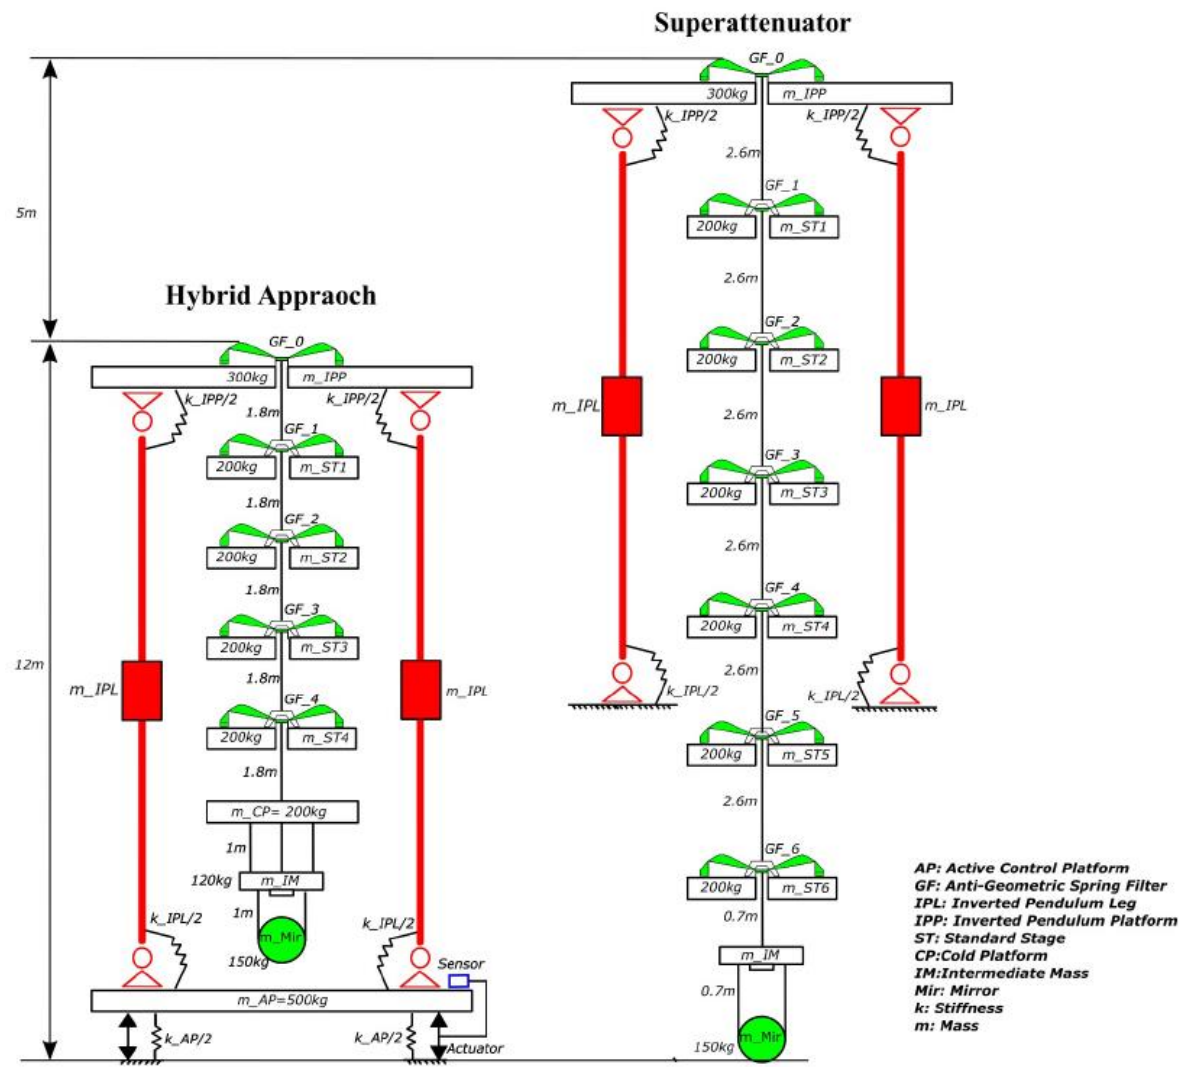 Superattenuator
GF_0
300kg
m_IPP
k_IPP/2
k_IPP/2
2.6m
GF_1
200kg
m_ST1
2.6m
GF_2
200kg
m_ST2
2.6m
m_IPL
m_IPL
GF_3
200kg
m_ST3
2.6m
GF_4
200kg
m_ST4
2.6m
k_IPL/2
k_IPL/2
GF_5
200kg
m_ST5
2.6m
GF_6
200kg
m_ST6
0.7m
m_IM
0.7m
m_Mir
150kg
5m
Hybrid Appraoch
12m
GF_0
300kg
m_IPP
k_IPP/2
k_IPP/2
1.8m
GF_1
200kg
m_ST1
1.8m
GF_2
200kg
m_ST2
1.8m
GF_3
200kg
m_ST3
1.8m
m_IPL
m_IPL
GF_4
200kg
m_ST4
1.8m
m_CP= 200kg
1m
120kg
m_IM
1m
k_IPL/2
k_IPL/2
m_Mir
150kg
Sensor
m_AP=500kg
k_AP/2
k_AP/2
Actuator
AP: Active Control Platform
GF: Anti-Geometric Spring Filter
IPL: Inverted Pendulum Leg
IPP: Inverted Pendulum Platform
ST: Standard Stage
CP:Cold Platform
IM:Intermediate Mass
Mir: Mirror
k: Stiffness
m: Mass